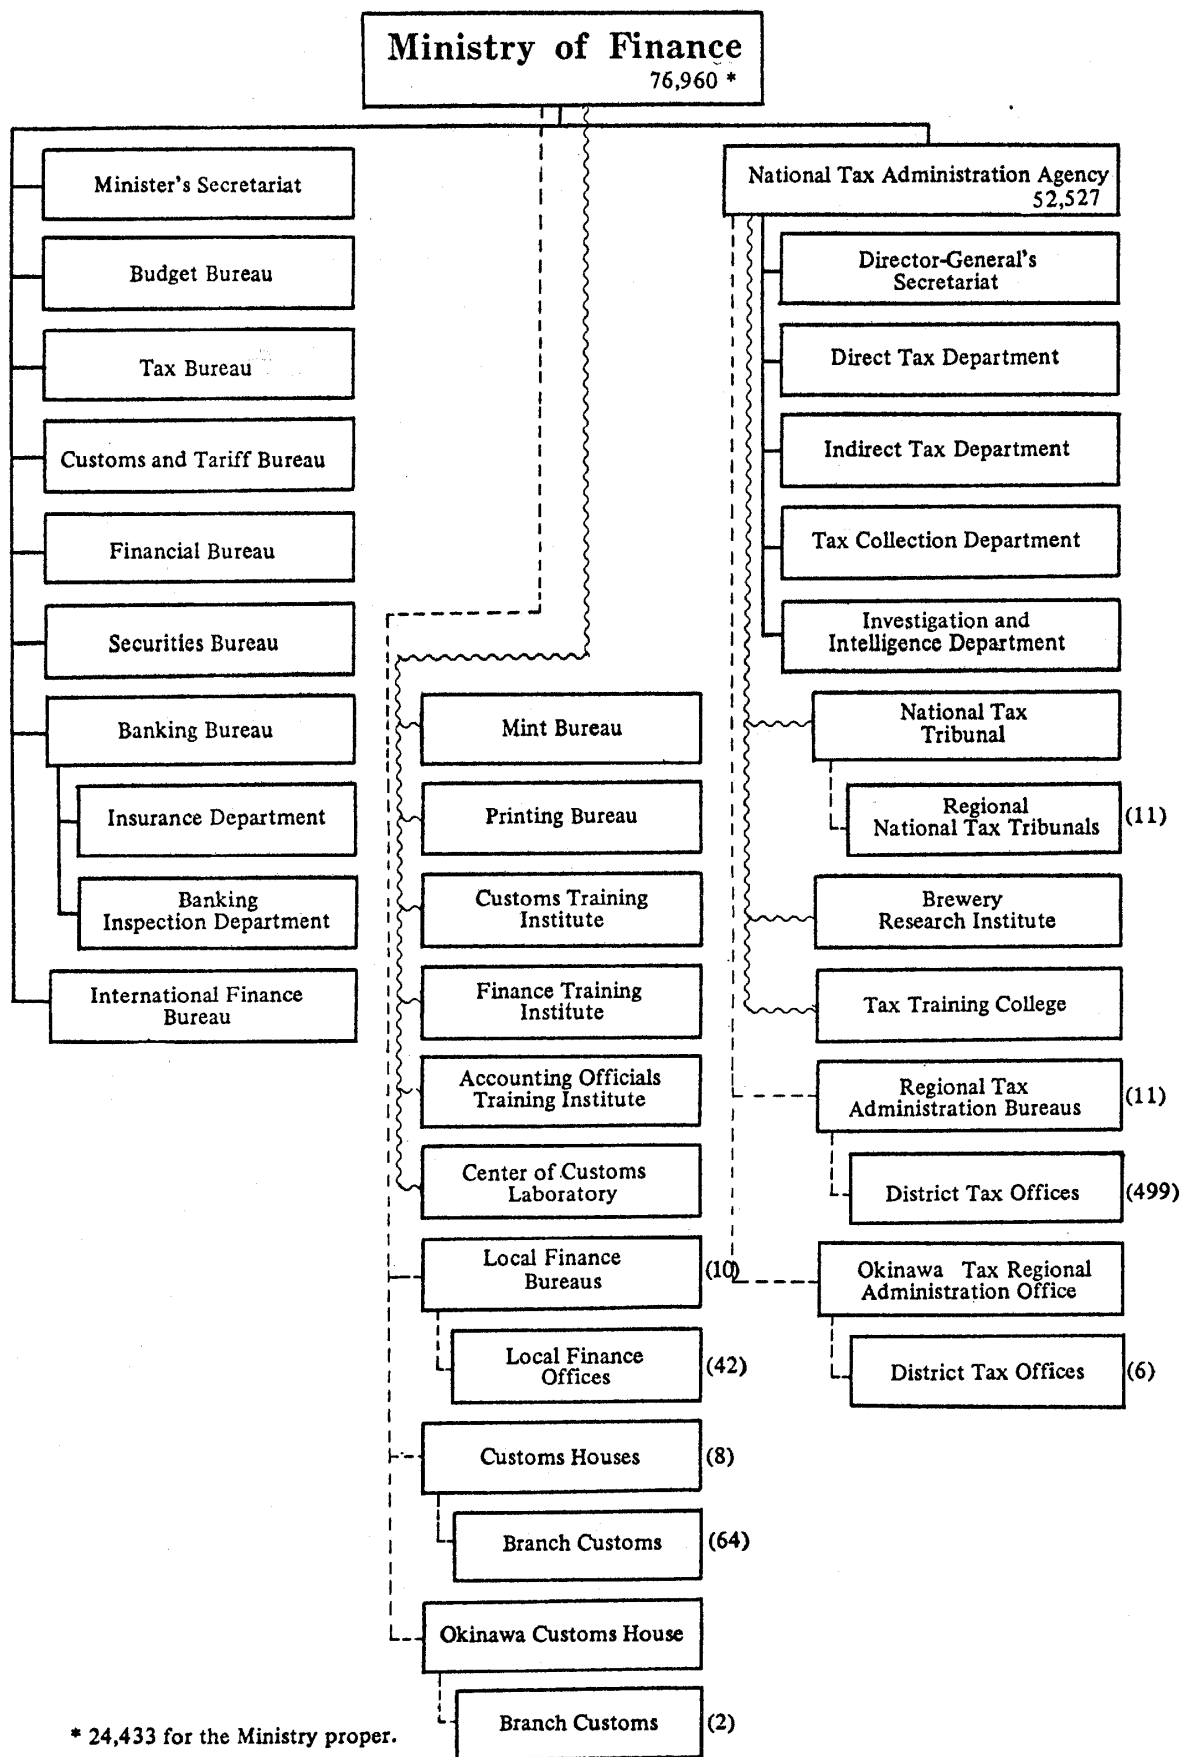 Ministry of Finance
76,960 *
Minister's Secretariat
Budget Bureau
Tax Bureau
Customs and Tariff Bureau
Financial Bureau
Securities Bureau
Banking Bureau
Insurance Department
Banking
Inspection Department
International Finance
Bureau
Mint Bureau
Printing Bureau
Customs Training
Institute
Finance Training
Institute
Accounting Officials
Training Institute
Center of Customs
Laboratory
Local Finance
Bureaus
(10)
Local Finance
Offices
(42)
Customs Houses
(8)
Branch Customs
(64)
Okinawa Customs House
Branch Customs
(2)
National Tax Administration Agency
52,527
Director-General's
Secretariat
Direct Tax Department
Indirect Tax Department
Tax Collection Department
Investigation and
Intelligence Department
National Tax
Tribunal
Regional
National Tax Tribunals
(11)
Brewery
Research Institute
Tax Training College
Regional Tax
Administration Bureaus
(11)
District Tax Offices
(499)
Okinawa Tax Regional
Administration Office
District Tax Offices
(6)
* 24,433 for the Ministry proper.